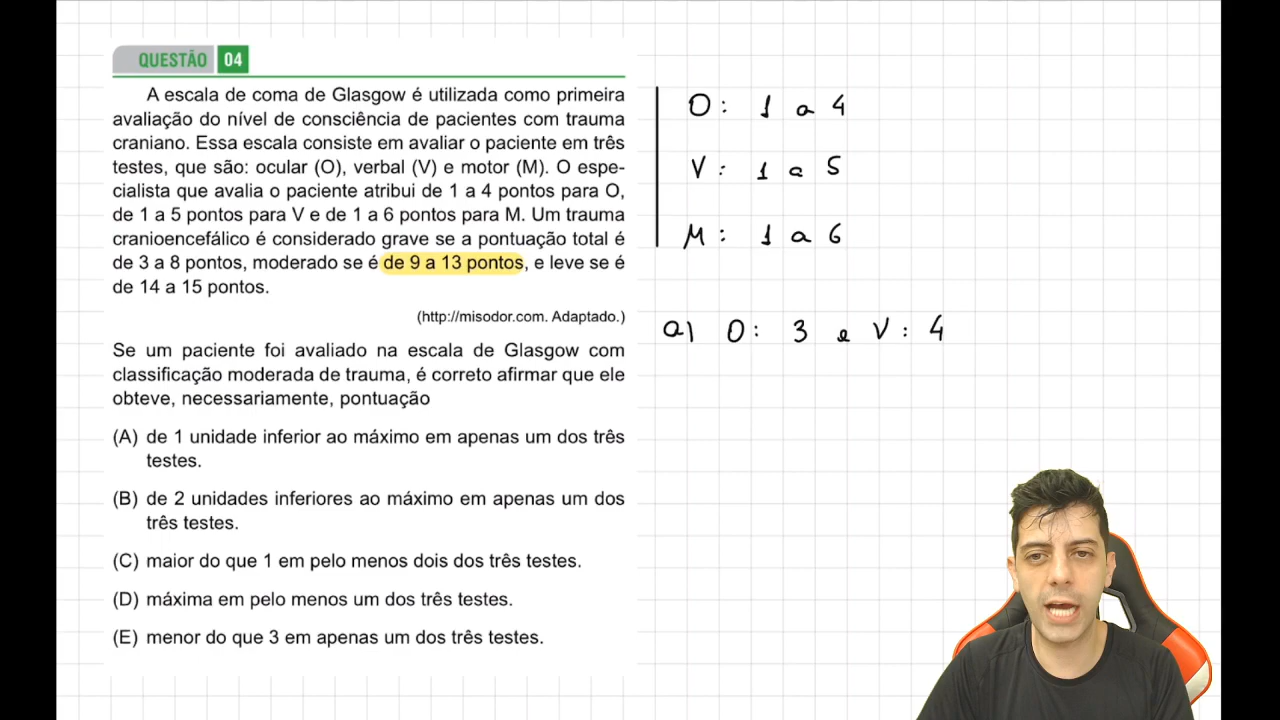 QUESTÃO 04
A escala de coma de Glasgow é utilizada como primeira
avaliação do nível de consciência de pacientes com trauma
craniano. Essa escala consiste em avaliar o paciente em três
testes, que são: ocular (O), verbal (V) e motor (M). O espe-
cialista que avalia o paciente atribui de 1 a 4 pontos para O,
de 1 a 5 pontos para V e de 1 a 6 pontos para M. Um trauma
cranioencefálico é considerado grave se a pontuação total é
de 3 a 8 pontos, moderado se é de 9 a 13 pontos, e leve se é
de 14 a 15 pontos.
(http://misodor.com. Adaptado.)
Se um paciente foi avaliado na escala de Glasgow com
classificação moderada de trauma, é correto afirmar que ele
obteve, necessariamente, pontuação
(A) de 1 unidade inferior ao máximo em apenas um dos três
testes.
(B) de 2 unidades inferiores ao máximo em apenas um dos
três testes.
(C) maior do que 1 em pelo menos dois dos três testes.
(D) máxima em pelo menos um dos três testes.
(E) menor do que 3 em apenas um dos três testes.
O: 1 a 4
V: 1 a 5
M: 1 a 6
a) O: 3 e V: 4